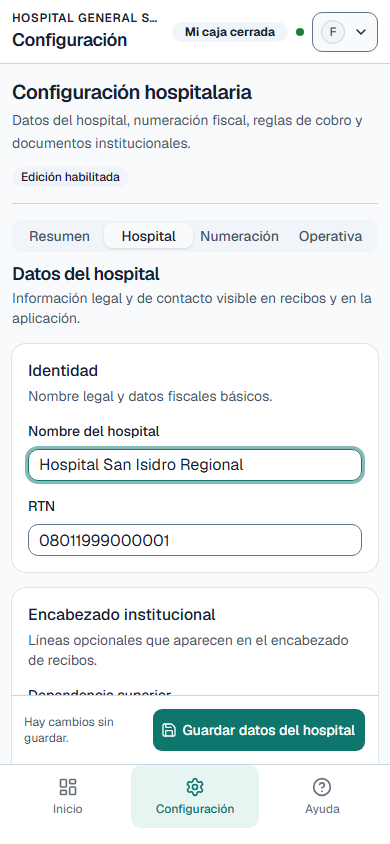 HOSPITAL GENERAL S...
Configuración
Mi caja cerrada
F
Configuración hospitalaria
Datos del hospital, numeración fiscal, reglas de cobro y
documentos institucionales.
Edición habilitada
Resumen
Hospital
Numeración
Operativa
Datos del hospital
Información legal y de contacto visible en recibos y en la
aplicación.
Identidad
Nombre legal y datos fiscales básicos.
Nombre del hospital
Hospital San Isidro Regional
RTN
08011999000001
Encabezado institucional
Líneas opcionales que aparecen en el encabezado
de recibos.
Dependencia superior
Hay cambios sin
guardar.
Guardar datos del hospital
Inicio
Configuración
Ayuda